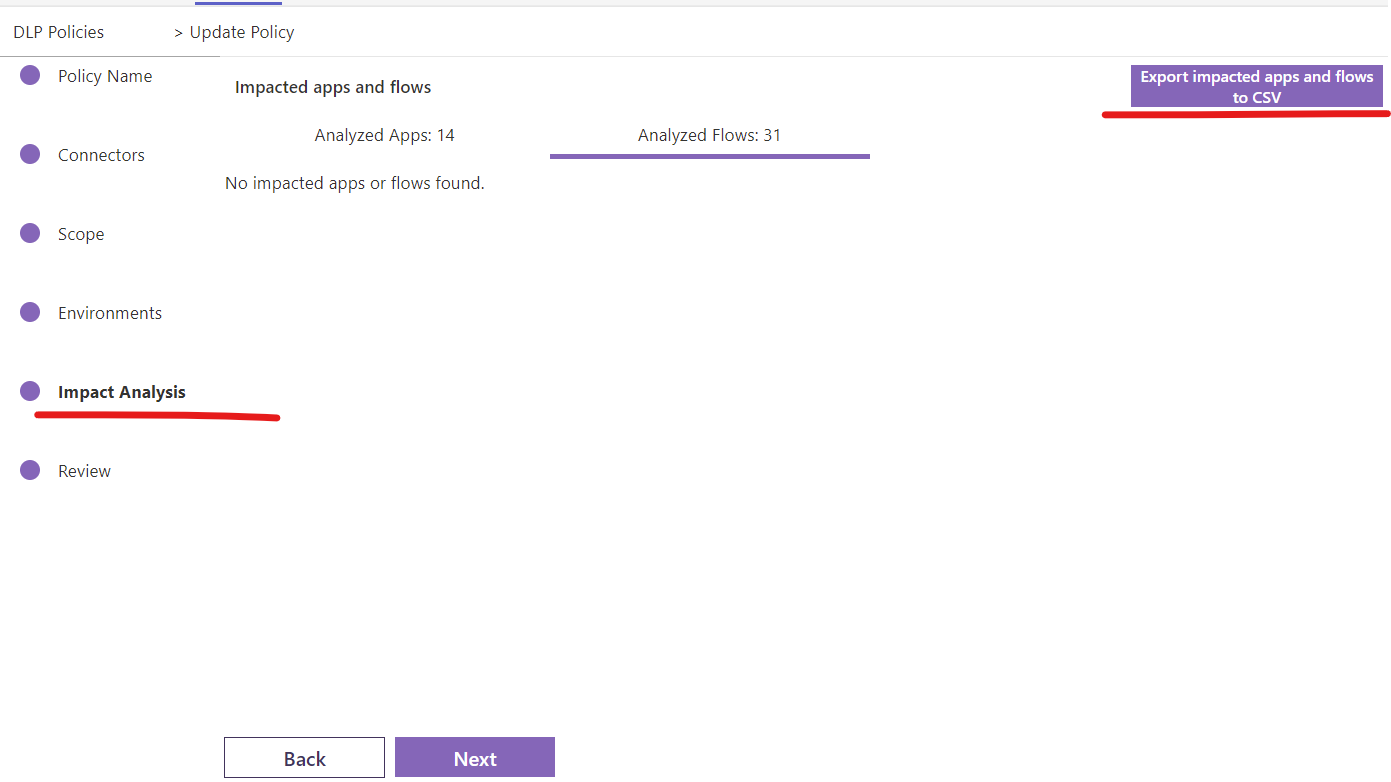 DLP Policies > Update Policy
Policy Name
Connectors
Scope
Environments
Impact Analysis
Review
Impacted apps and flows
Export impacted apps and flows
to CSV
Analyzed Apps: 14
Analyzed Flows: 31
No impacted apps or flows found.
Back
Next